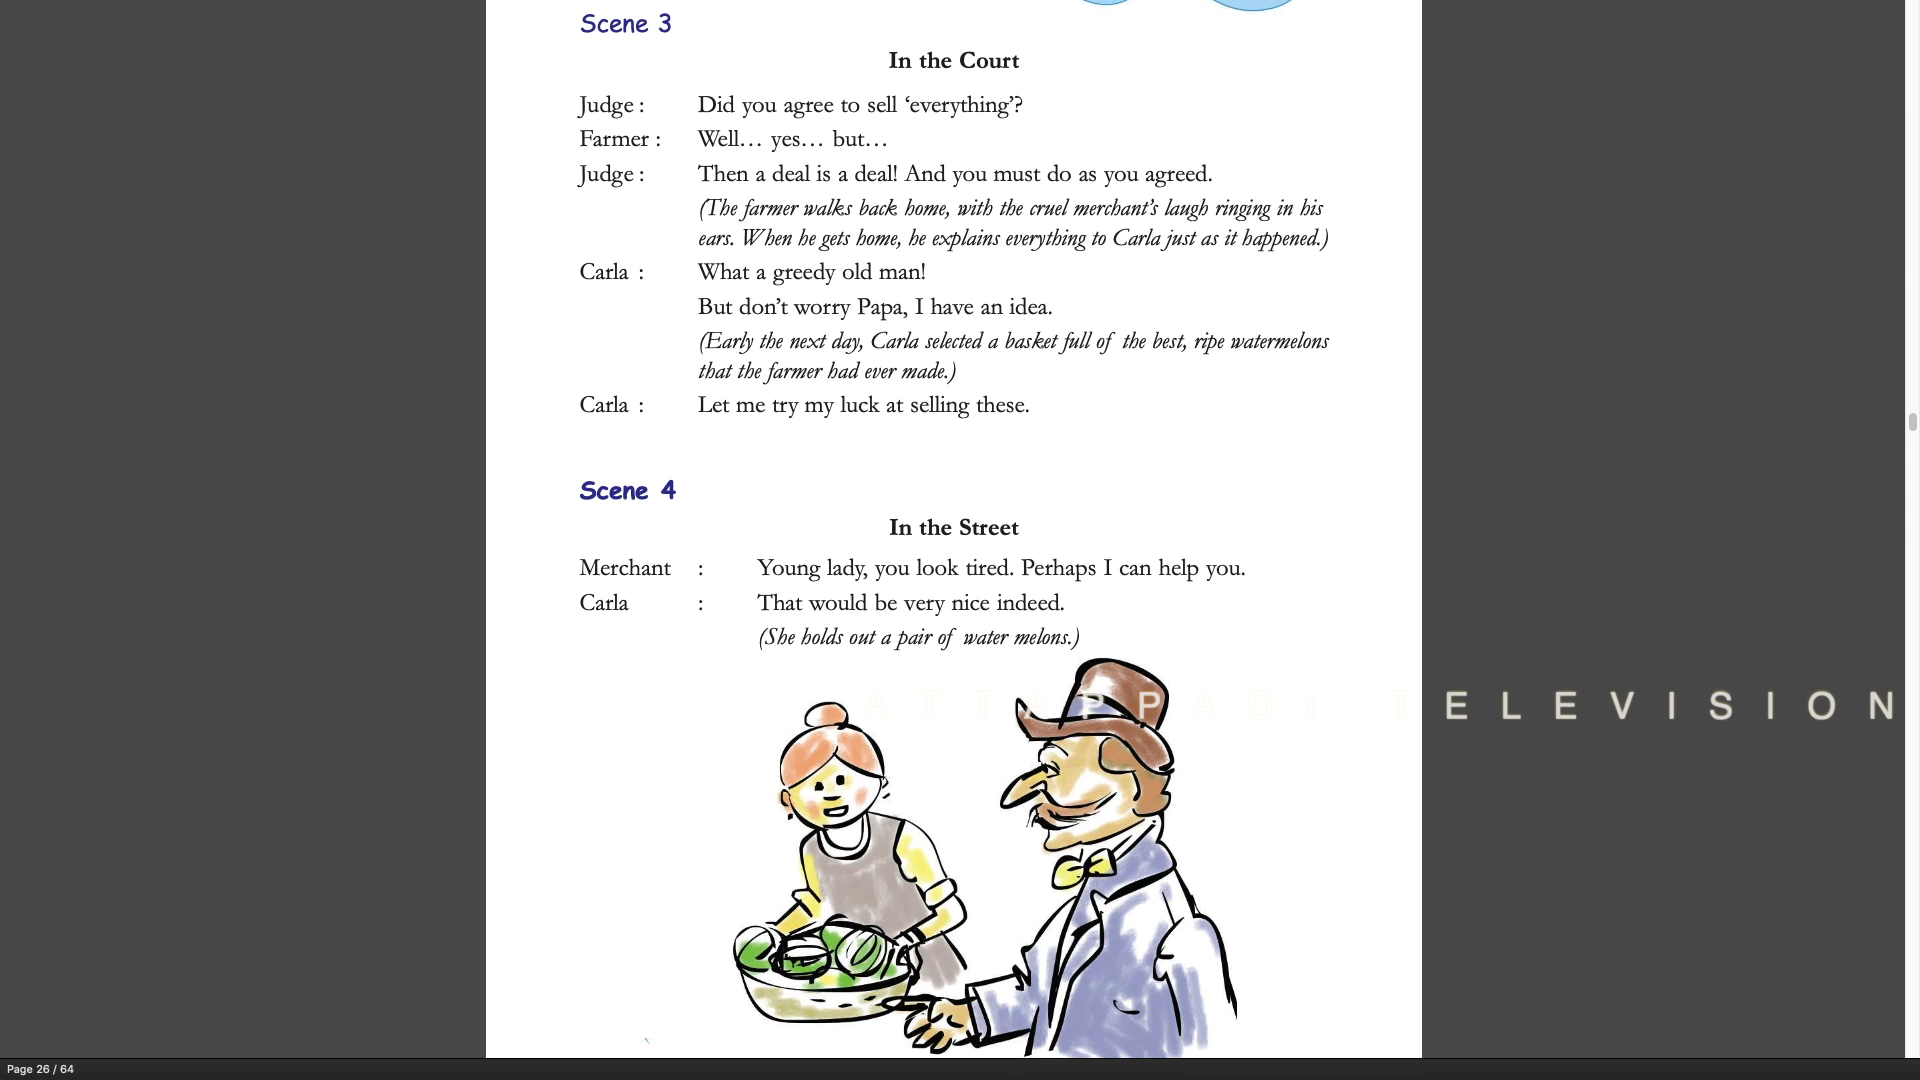 Scene 3
In the Court
Judge : Did you agree to sell ‘everything’?
Farmer : Well… yes… but…
Judge : Then a deal is a deal! And you must do as you agreed.
(The farmer walks back home, with the cruel merchant’s laugh ringing in his
ears. When he gets home, he explains everything to Carla just as it happened.)
Carla : What a greedy old man!
But don’t worry Papa, I have an idea.
(Early the next day, Carla selected a basket full of the best, ripe watermelons
that the farmer had ever made.)
Carla : Let me try my luck at selling these.
Scene 4
In the Street
Merchant : Young lady, you look tired. Perhaps I can help you.
Carla : That would be very nice indeed.
(She holds out a pair of water melons.)
ATTAPPADI TELEVISION
Page 26 / 64